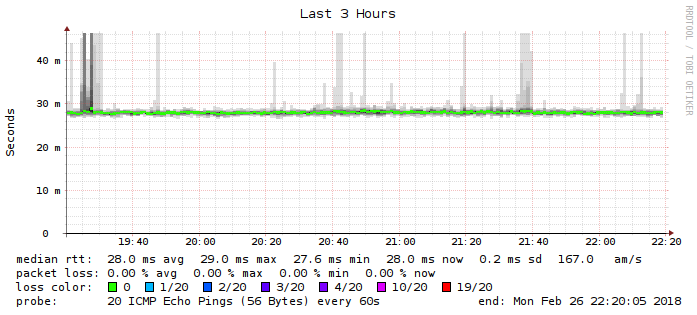 Last 3 Hours
RRDTOOL / TOBI OETIKER
Seconds
40 m
30 m
20 m
10 m
0
19:40 20:00 20:20 20:40 21:00 21:20 21:40 22:00 22:20
median rtt: 28.0 ms avg 29.0 ms max 27.6 ms min 28.0 ms now 0.2 ms sd 167.0 am/s
packet loss: 0.00 % avg 0.00 % max 0.00 % min 0.00 % now
loss color: 0 1/20 2/20 3/20 4/20 10/20 19/20
probe: 20 ICMP Echo Pings (56 Bytes) every 60s end: Mon Feb 26 22:20:05 2018